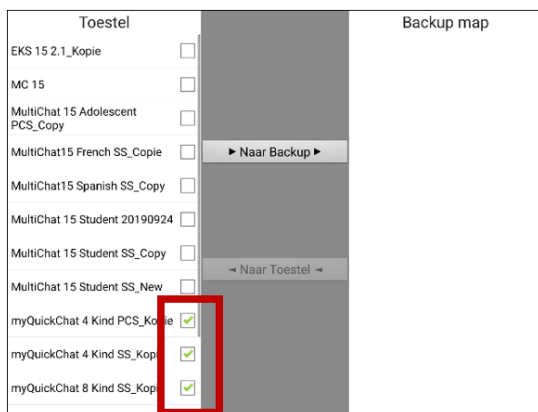 Toestel
Backup map
EKS 15 2.1_Kopie
MC 15
MultiChat 15 Adolescent
PCS_Copy
MultiChat15 French SS_Copie
► Naar Backup ►
MultiChat15 Spanish SS_Copy
MultiChat 15 Student 20190924
MultiChat 15 Student SS_Copy
◄ Naar Toestel ◄
MultiChat 15 Student SS_New
myQuickChat 4 Kind PCS_Kopie
myQuickChat 4 Kind SS_Kopi
myQuickChat 8 Kind SS_Kopi